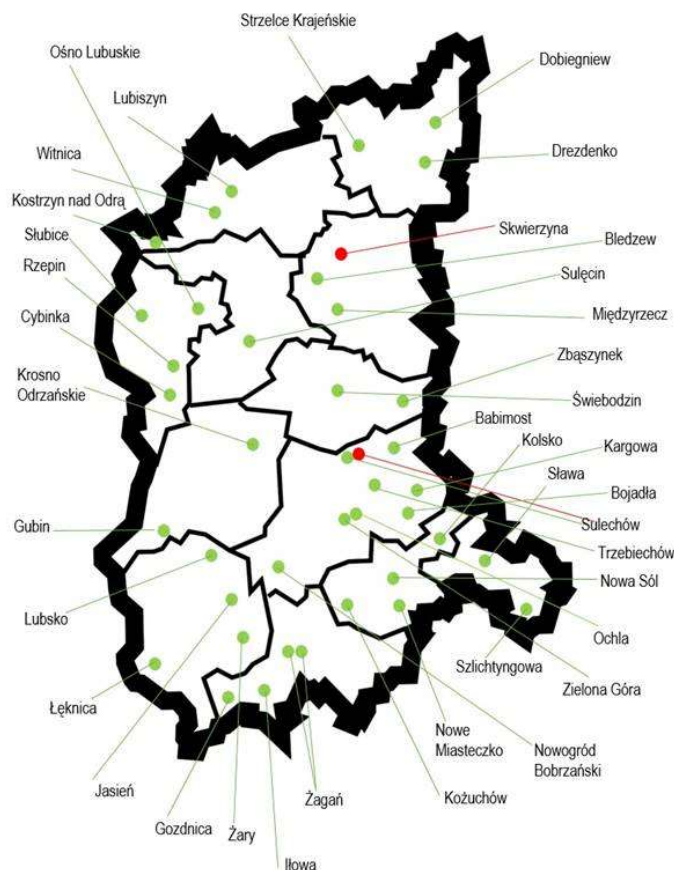 Strzelce Krajeńskie
Ośno Lubuskie
Dobiegniew
Lubiszyn
Witnica
Drezdenko
Kostrzyn nad Odrą
Skwierzyna
Słubice
Bledzew
Rzepin
Sulęcin
Cybinka
Międzyrzecz
Krosno
Odrzańskie
Zbąszynek
Świebodzin
Babimost
Kolsko
Kargowa
Sława
Bojadła
Gubin
Sulechów
Trzebiechów
Nowa Sól
Lubsko
Ochla
Szlichtyngowa
Zielona Góra
Łęknica
Nowe
Miasteczko
Nowogród
Bobrzański
Jasień
Żagań
Kożuchów
Gozdnica
Żary
Iłowa